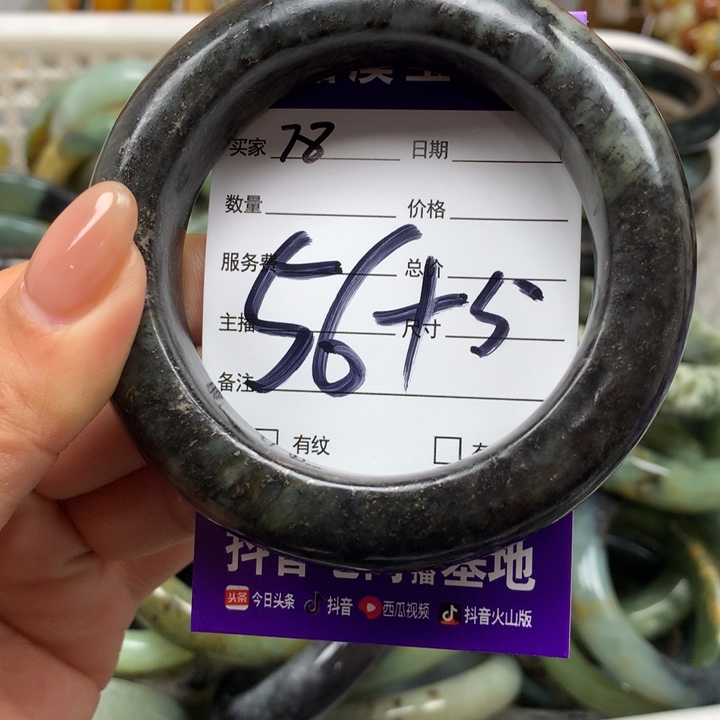 买家 78 日期
数量 价格
服务费 总价
56+5
主播 尺寸
备注
有纹
抖音 基地
今日头条 抖音 西瓜视频 抖音火山版